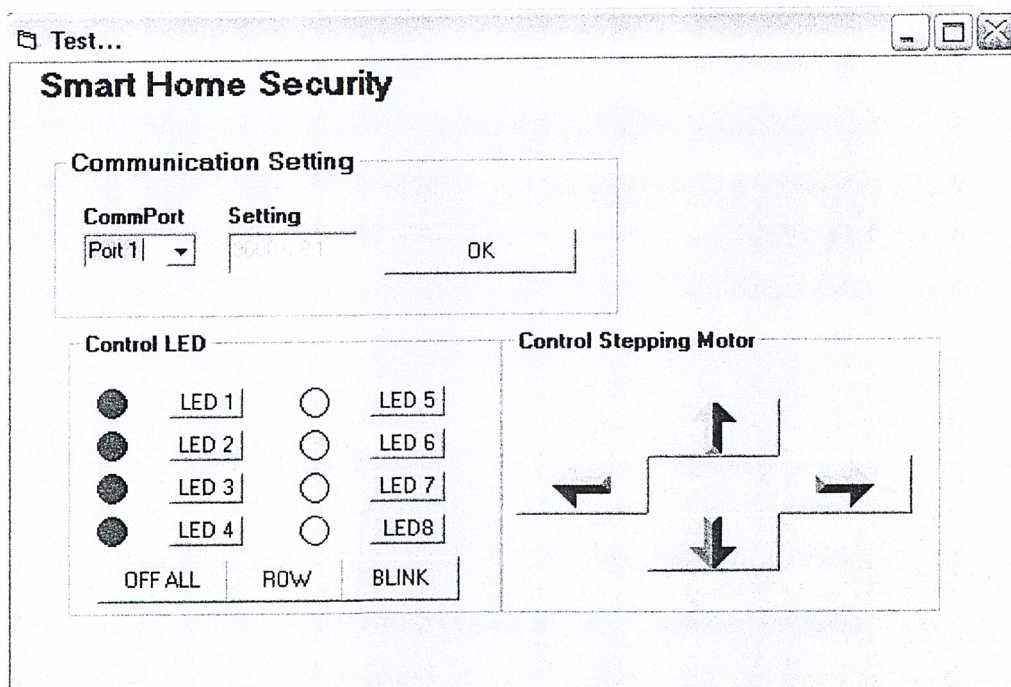 Test...
Smart Home Security
Communication Setting
CommPort Setting
Port 1 OK
Control LED
LED 1 LED 5
LED 2 LED 6
LED 3 LED 7
LED 4 LED8
OFF ALL ROW BLINK
Control Stepping Motor